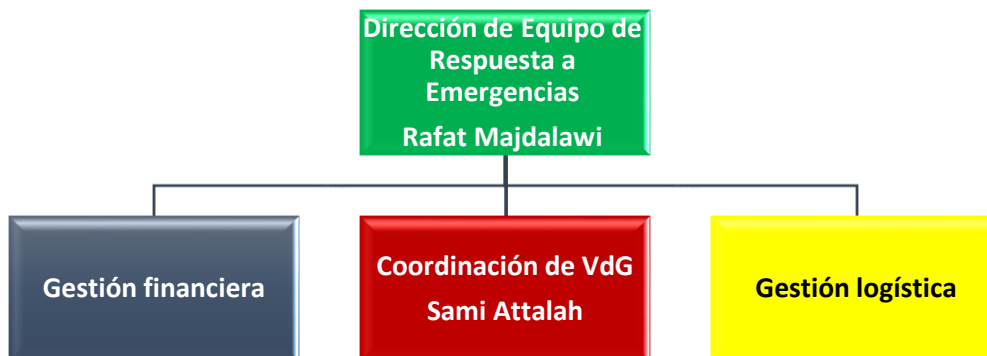 Dirección de Equipo de
Respuesta a
Emergencias
Rafat Majdalawi
Gestión financiera
Coordinación de VdG
Sami Attalah
Gestión logística